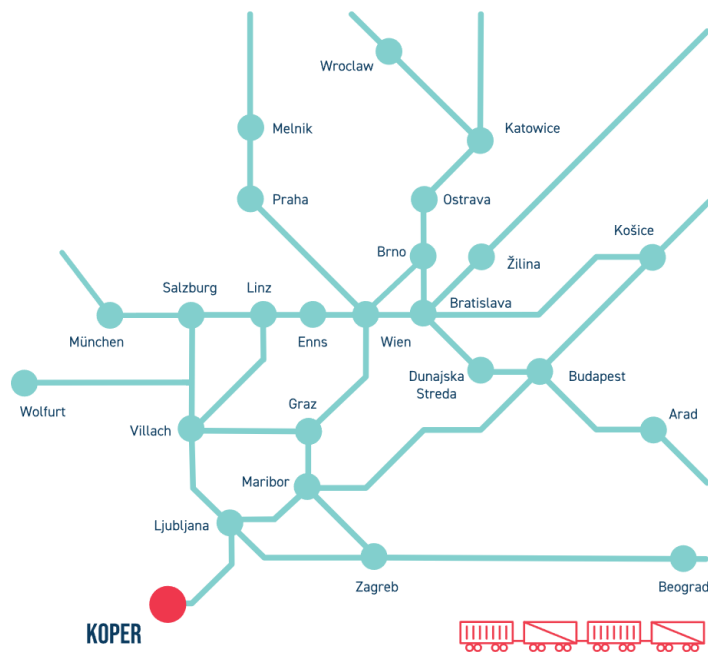 Wroclaw
Katowice
Melnik
Praha
Ostrava
Brno
Žilina
Košice
Salzburg
Linz
Bratislava
München
Enns
Wien
Dunajska
Streda
Budapest
Wolfurt
Graz
Villach
Arad
Maribor
Ljubljana
Zagreb
Beograd
KOPER